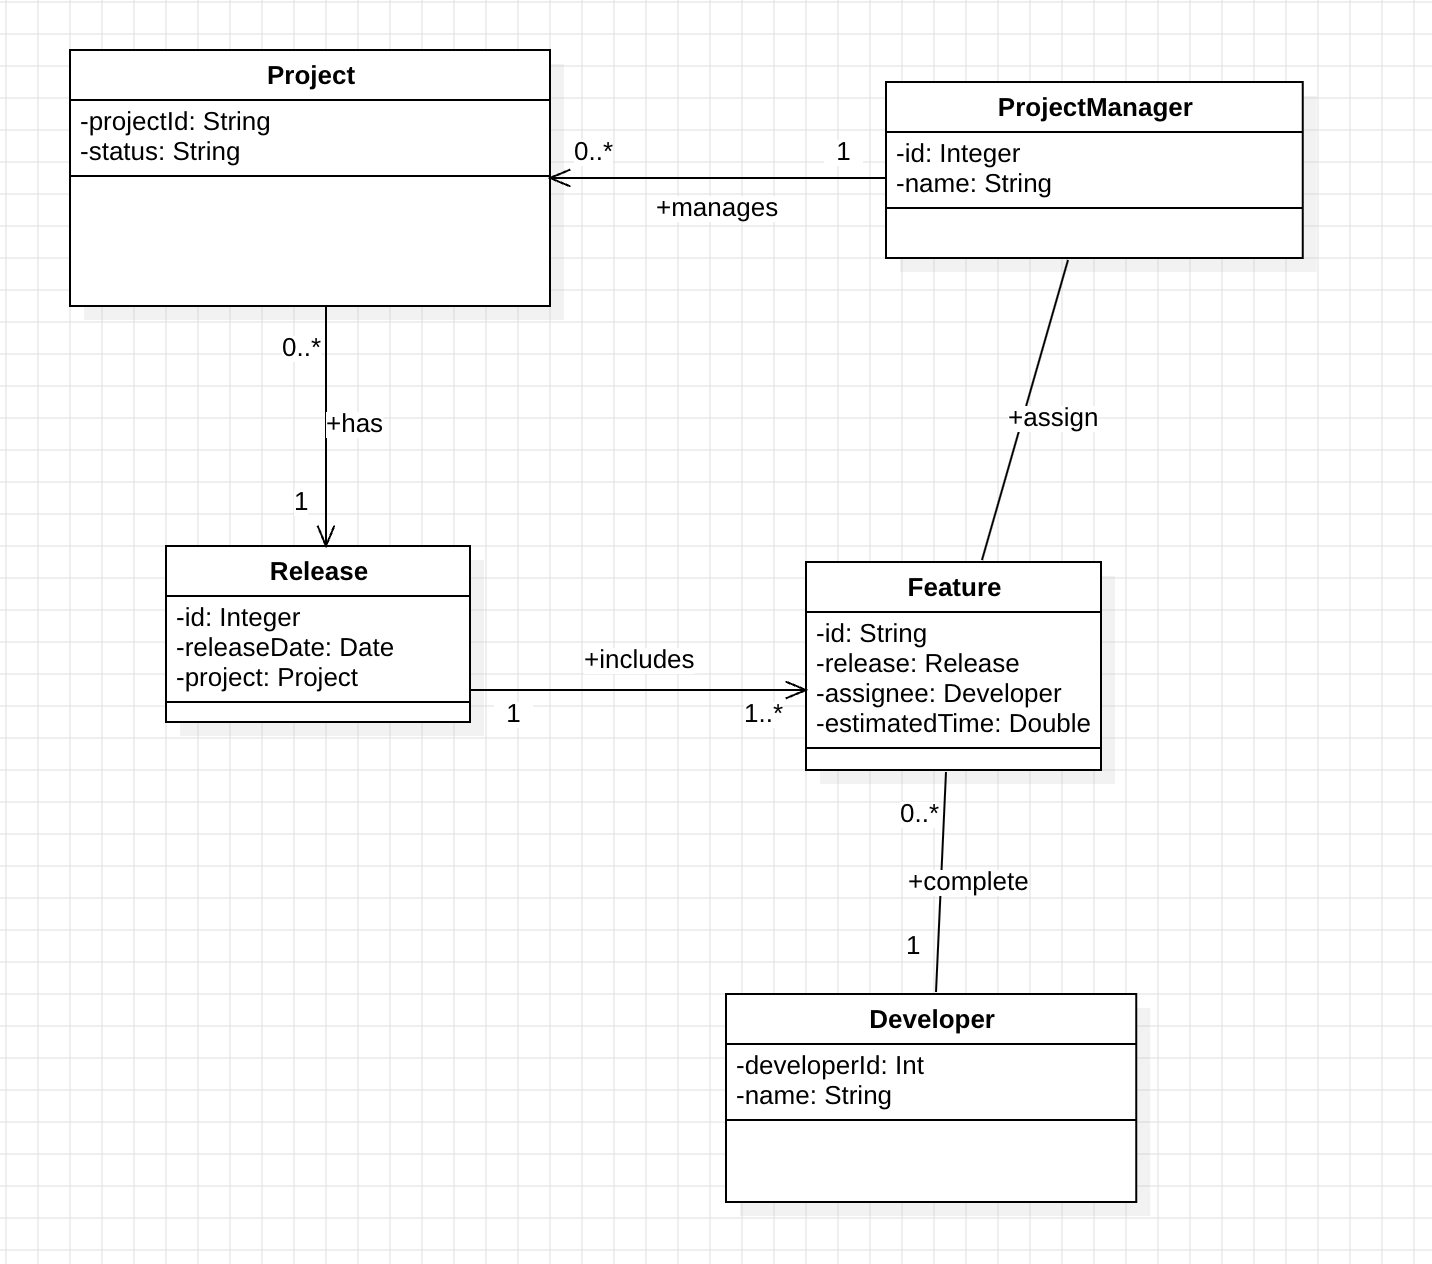 Project
-projectId: String
-status: String
ProjectManager
-id: Integer
-name: String
0..*
1
+manages
0..*
+has
1
+assign
Release
-id: Integer
-releaseDate: Date
-project: Project
+includes
1
1..*
Feature
-id: String
-release: Release
-assignee: Developer
-estimatedTime: Double
0..*
+complete
1
Developer
-developerId: Int
-name: String